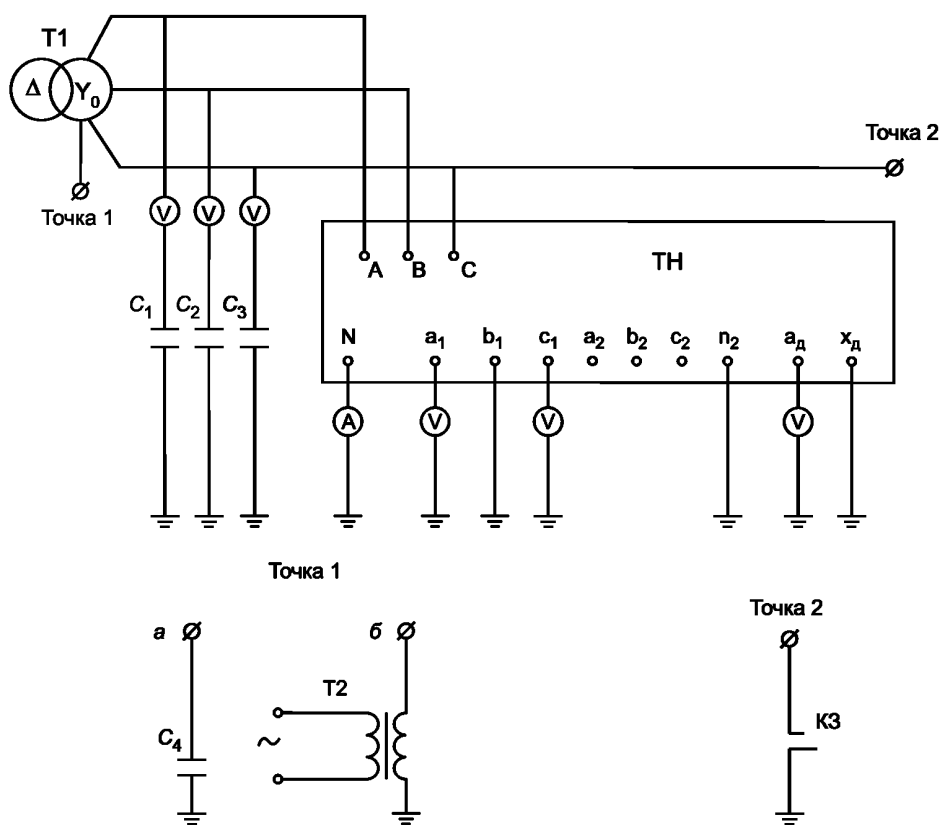 T1
Δ Y₀
Точка 2
Точка 1
V V V
A B C ТН
C₁ C₂ C₃
N a₁ b₁ c₁ a₂ b₂ c₂ n₂ aд xд
A V V V
Точка 1
Точка 2
а б
T2
~
C₄
КЗ